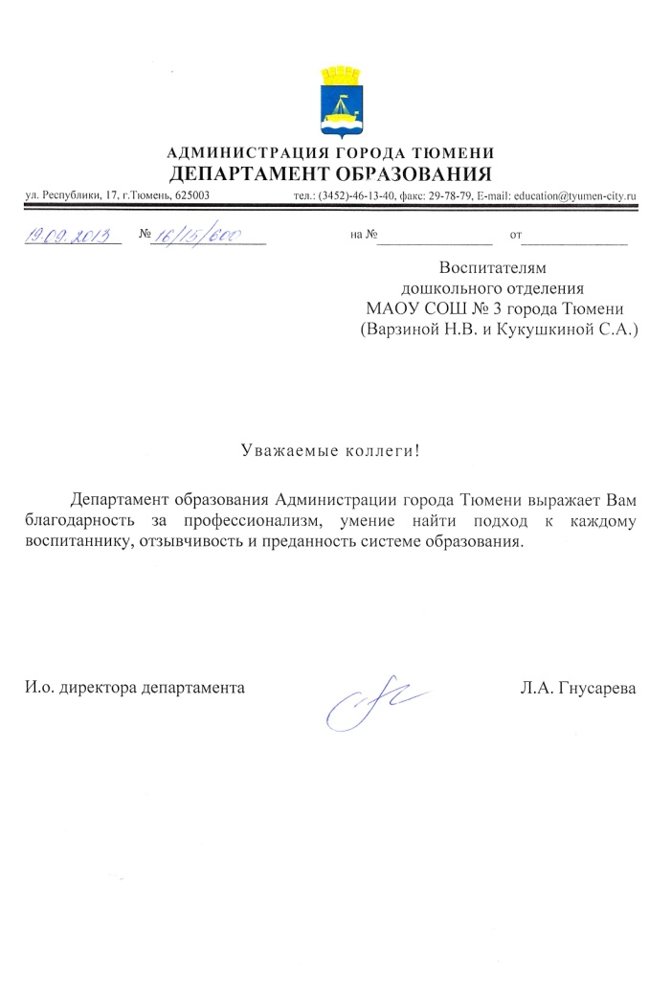 АДМИНИСТРАЦИЯ ГОРОДА ТЮМЕНИ
ДЕПАРТАМЕНТ ОБРАЗОВАНИЯ
ул. Республики, 17, г.Тюмень, 625003 тел.: (3452)-46-13-40, факс: 29-78-79, E-mail: education@tyumen-city.ru
19.09.2013 № 16/15/600 на № от
Воспитателям
дошкольного отделения
МАОУ СОШ № 3 города Тюмени
(Варзиной Н.В. и Кукушкиной С.А.)
Уважаемые коллеги!
Департамент образования Администрации города Тюмени выражает Вам
благодарность за профессионализм, умение найти подход к каждому
воспитаннику, отзывчивость и преданность системе образования.
И.о. директора департамента Л.А. Гнусарева